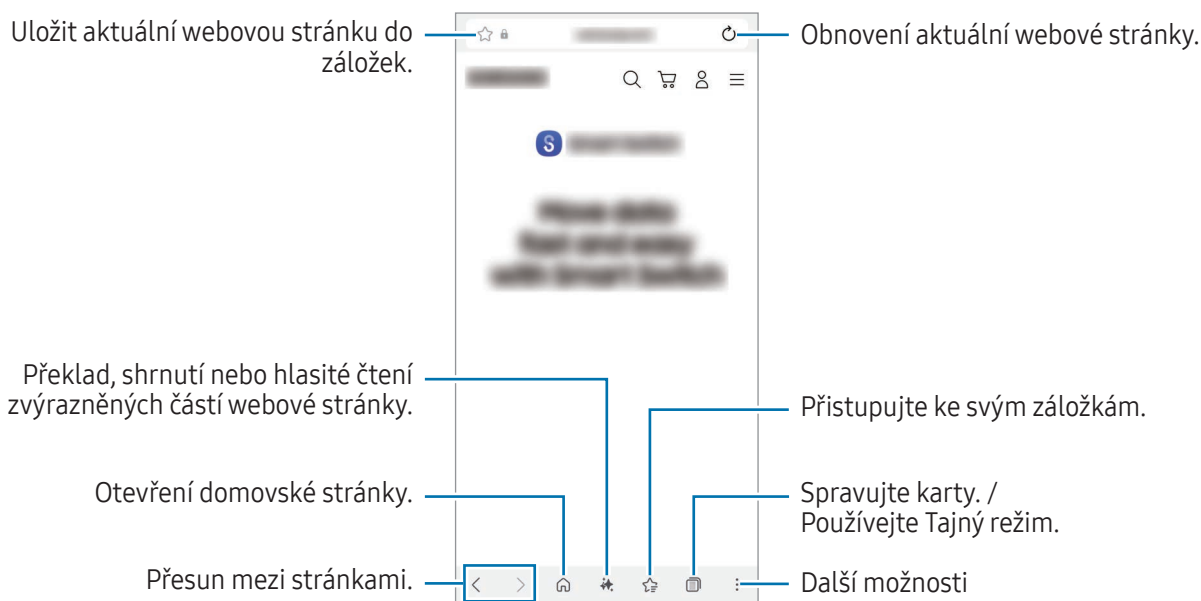 Uložit aktuální webovou stránku do
záložek.
Obnovení aktuální webové stránky.
S
Překlad, shrnutí nebo hlasité čtení
zvýrazněných částí webové stránky.
Přistupujte ke svým záložkám.
Otevření domovské stránky.
Spravujte karty. /
Používejte Tajný režim.
Přesun mezi stránkami.
Další možnosti